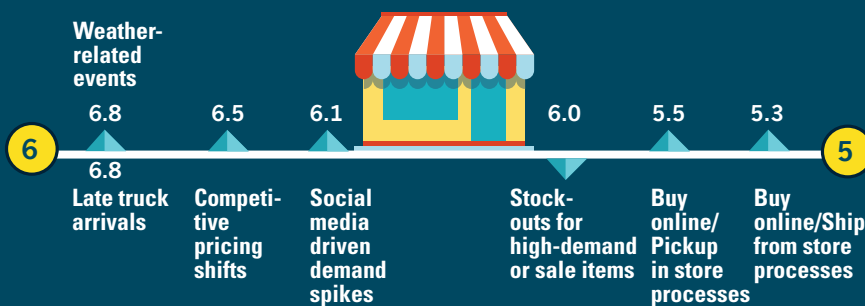 Weather-
related
events
6.8
6.5
6.1
6.0
5.5
5.3
6
5
6.8
Late truck
arrivals
Competi-
tive
pricing
shifts
Social
media
driven
demand
spikes
Stock-
outs for
high-demand
or sale items
Buy
online/
Pickup
in store
processes
Buy
online/Ship
from store
processes